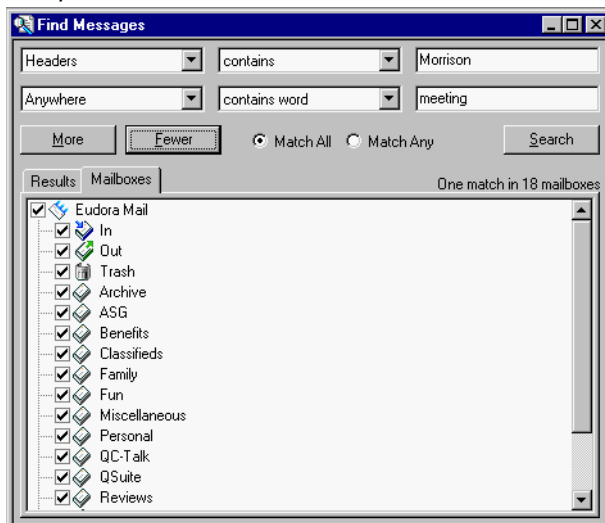 Find Messages
Headers contains Morrison
Anywhere contains word meeting
More Fewer Match All Match Any Search
Results Mailboxes One match in 18 mailboxes
Eudora Mail
In
Out
Trash
Archive
ASG
Benefits
Classifieds
Family
Fun
Miscellaneous
Personal
QC-Talk
QSuite
Reviews